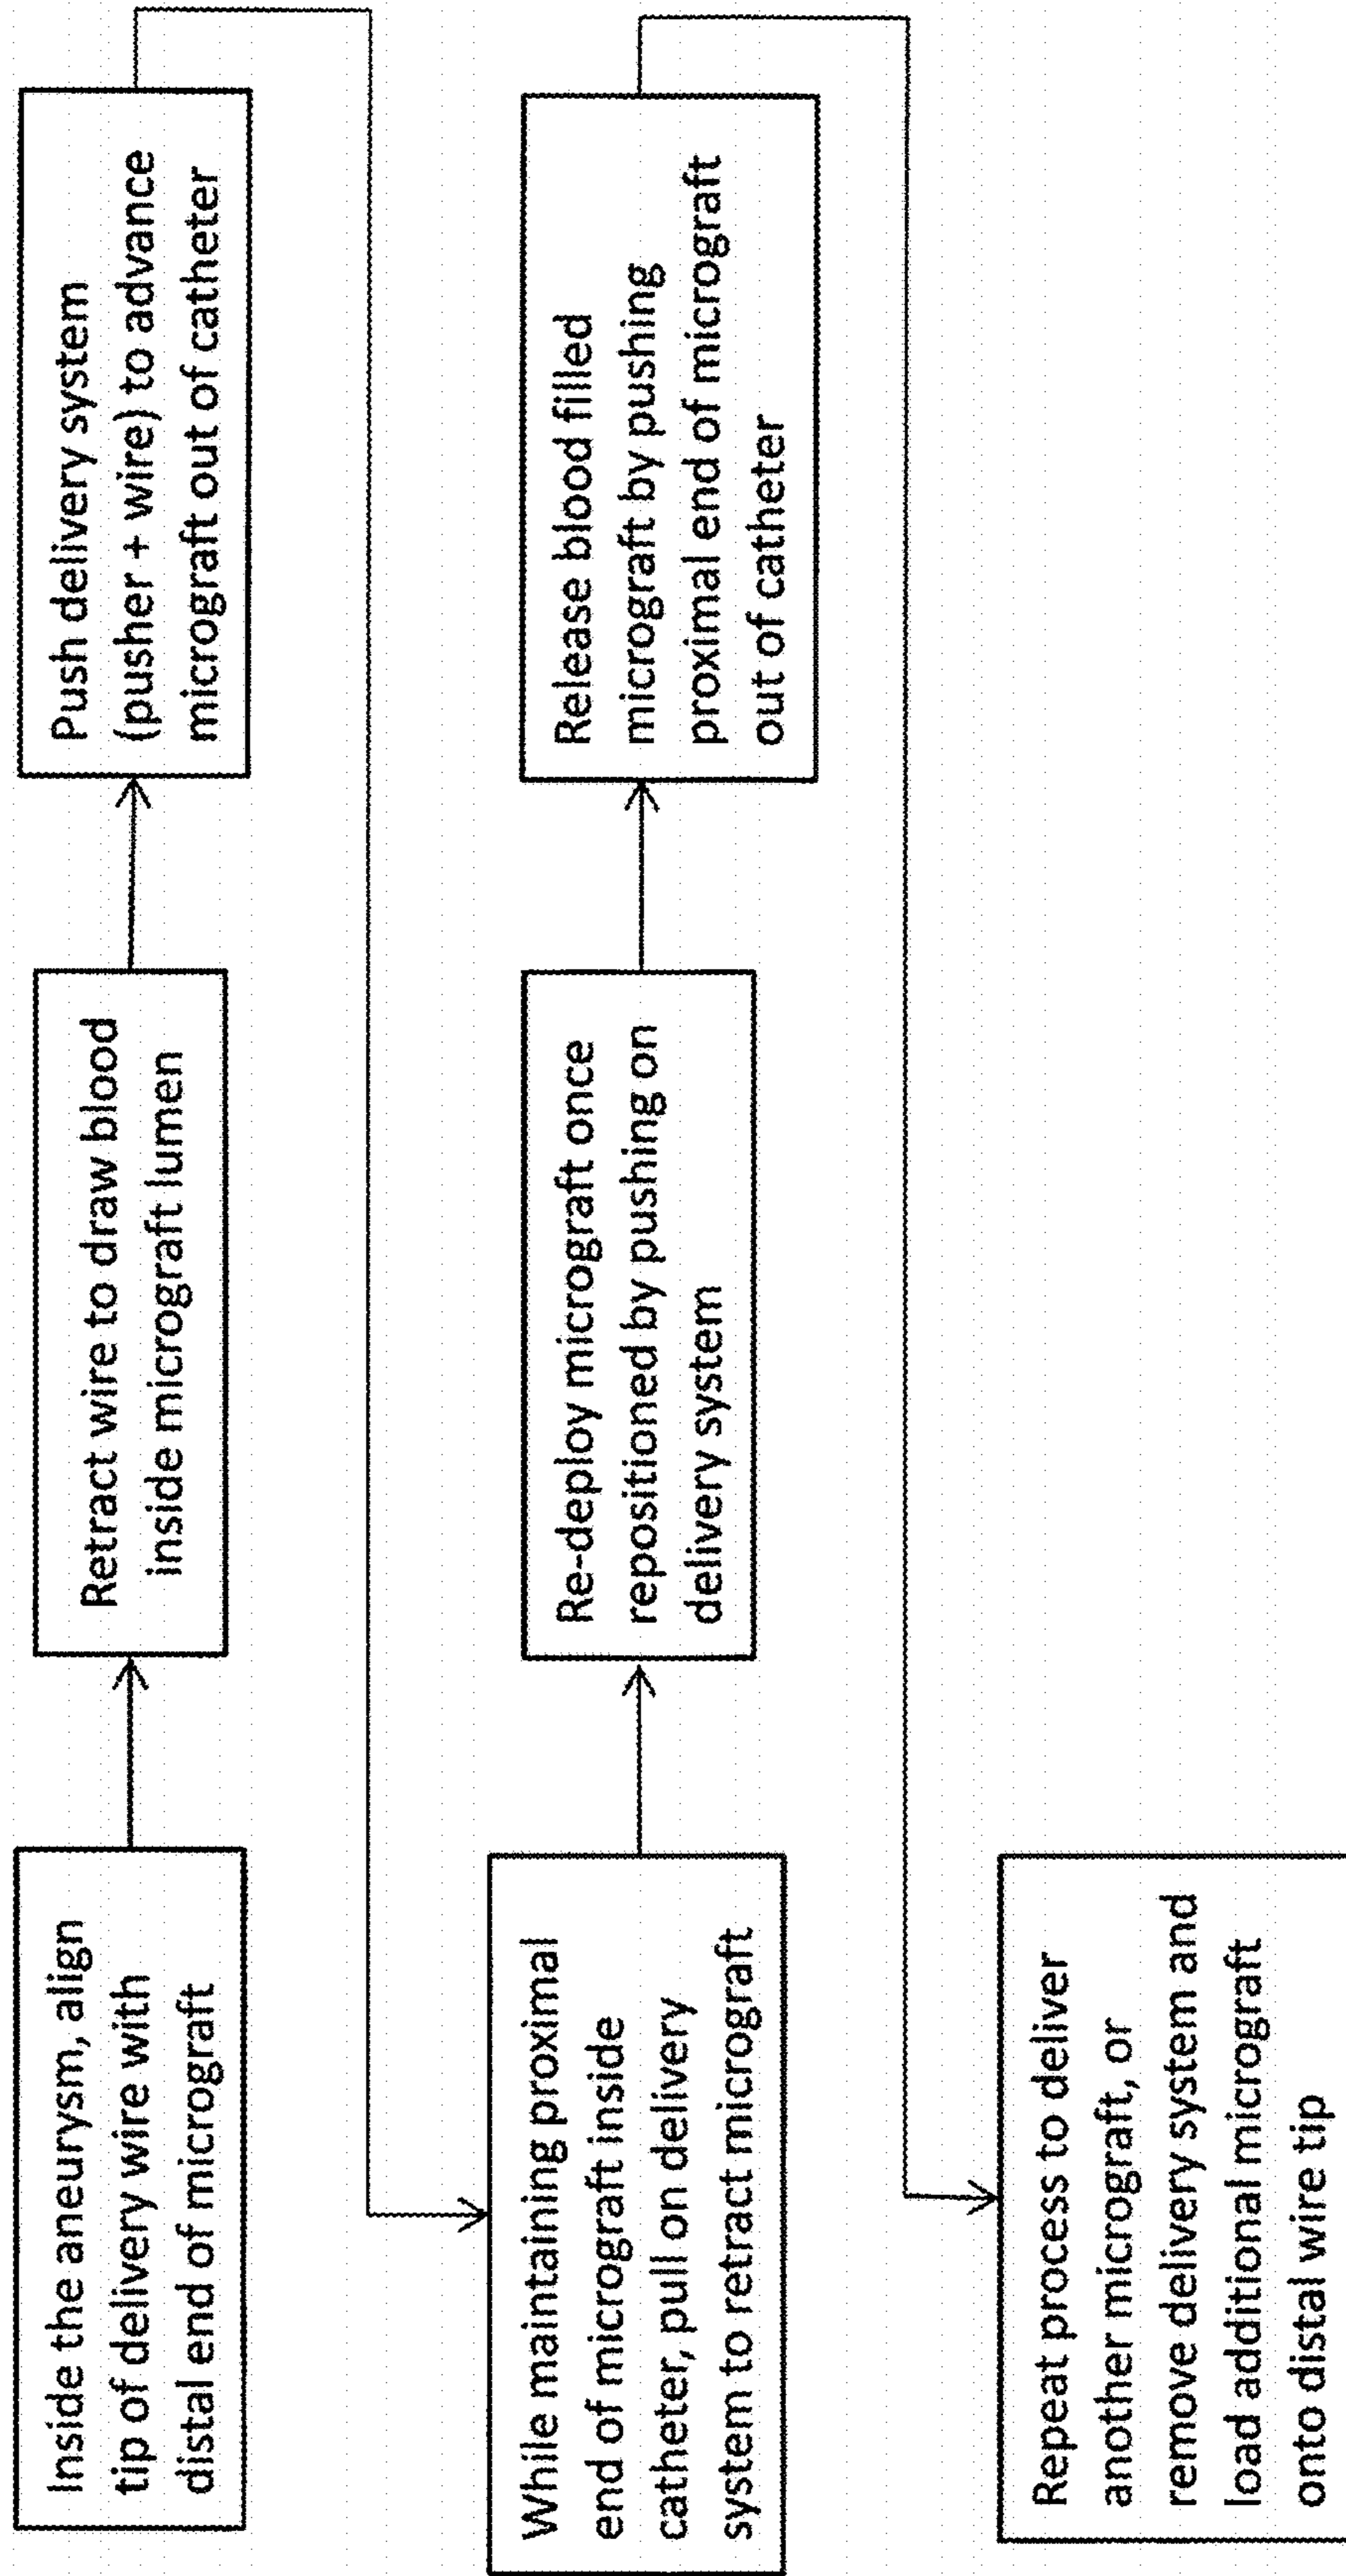 Inside the aneurysm, align
tip of delivery wire with
distal end of micrograft
Retract wire to draw blood
inside micrograft lumen
Push delivery system
(pusher + wire) to advance
micrograft out of catheter
While maintaining proximal
end of micrograft inside
catheter, pull on delivery
system to retract micrograft
Re-deploy micrograft once
repositioned by pushing on
delivery system
Release blood filled
micrograft by pushing
proximal end of micrograft
out of catheter
Repeat process to deliver
another micrograft, or
remove delivery system and
load additional micrograft
onto distal wire tip